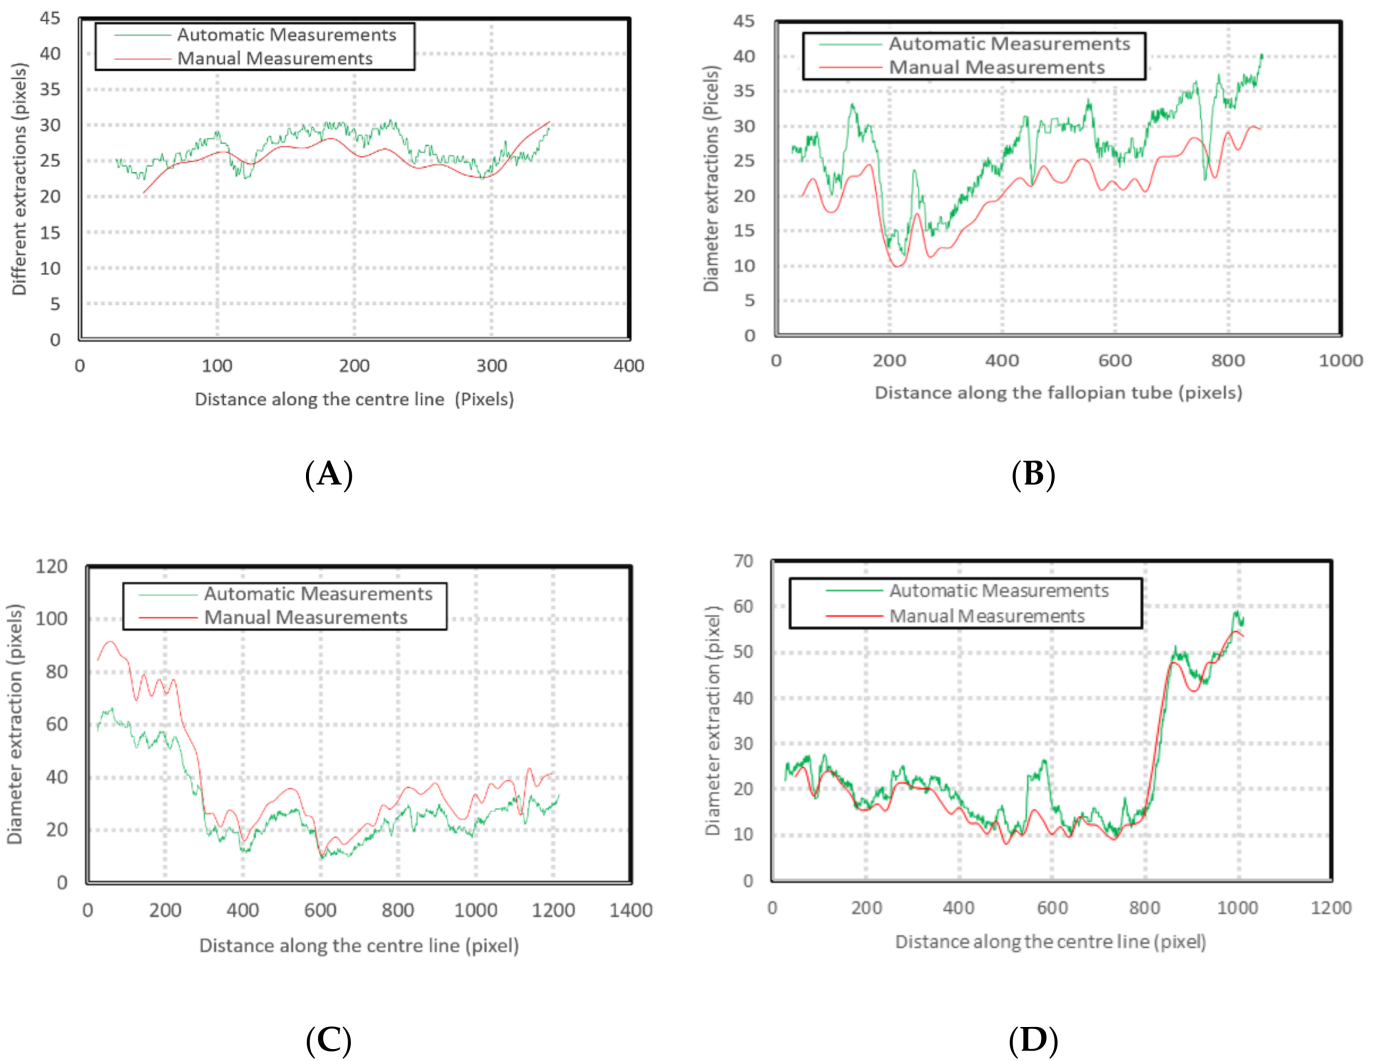 45
40
35
30
25
20
15
10
5
0
Different extractions (pixels)
Automatic Measurements
Manual Measurements
0 100 200 300 400
Distance along the centre line (Pixels)
(A)
45
40
35
30
25
20
15
10
5
0
Diameter extractions (Picels)
Automatic Measurements
Manual Measurements
0 200 400 600 800 1000
Distance along the fallopian tube (pixels)
(B)
120
100
80
60
40
20
0
Diameter extraction (pixel)
Automatic Measurements
Manual Measurements
0 200 400 600 800 1000 1200 1400
Distance along the centre line (pixel)
(C)
70
60
50
40
30
20
10
0
Diameter extraction (pixel)
Automatic Measurements
Manual Measurements
0 200 400 600 800 1000 1200
Distance along the centre line (pixel)
(D)